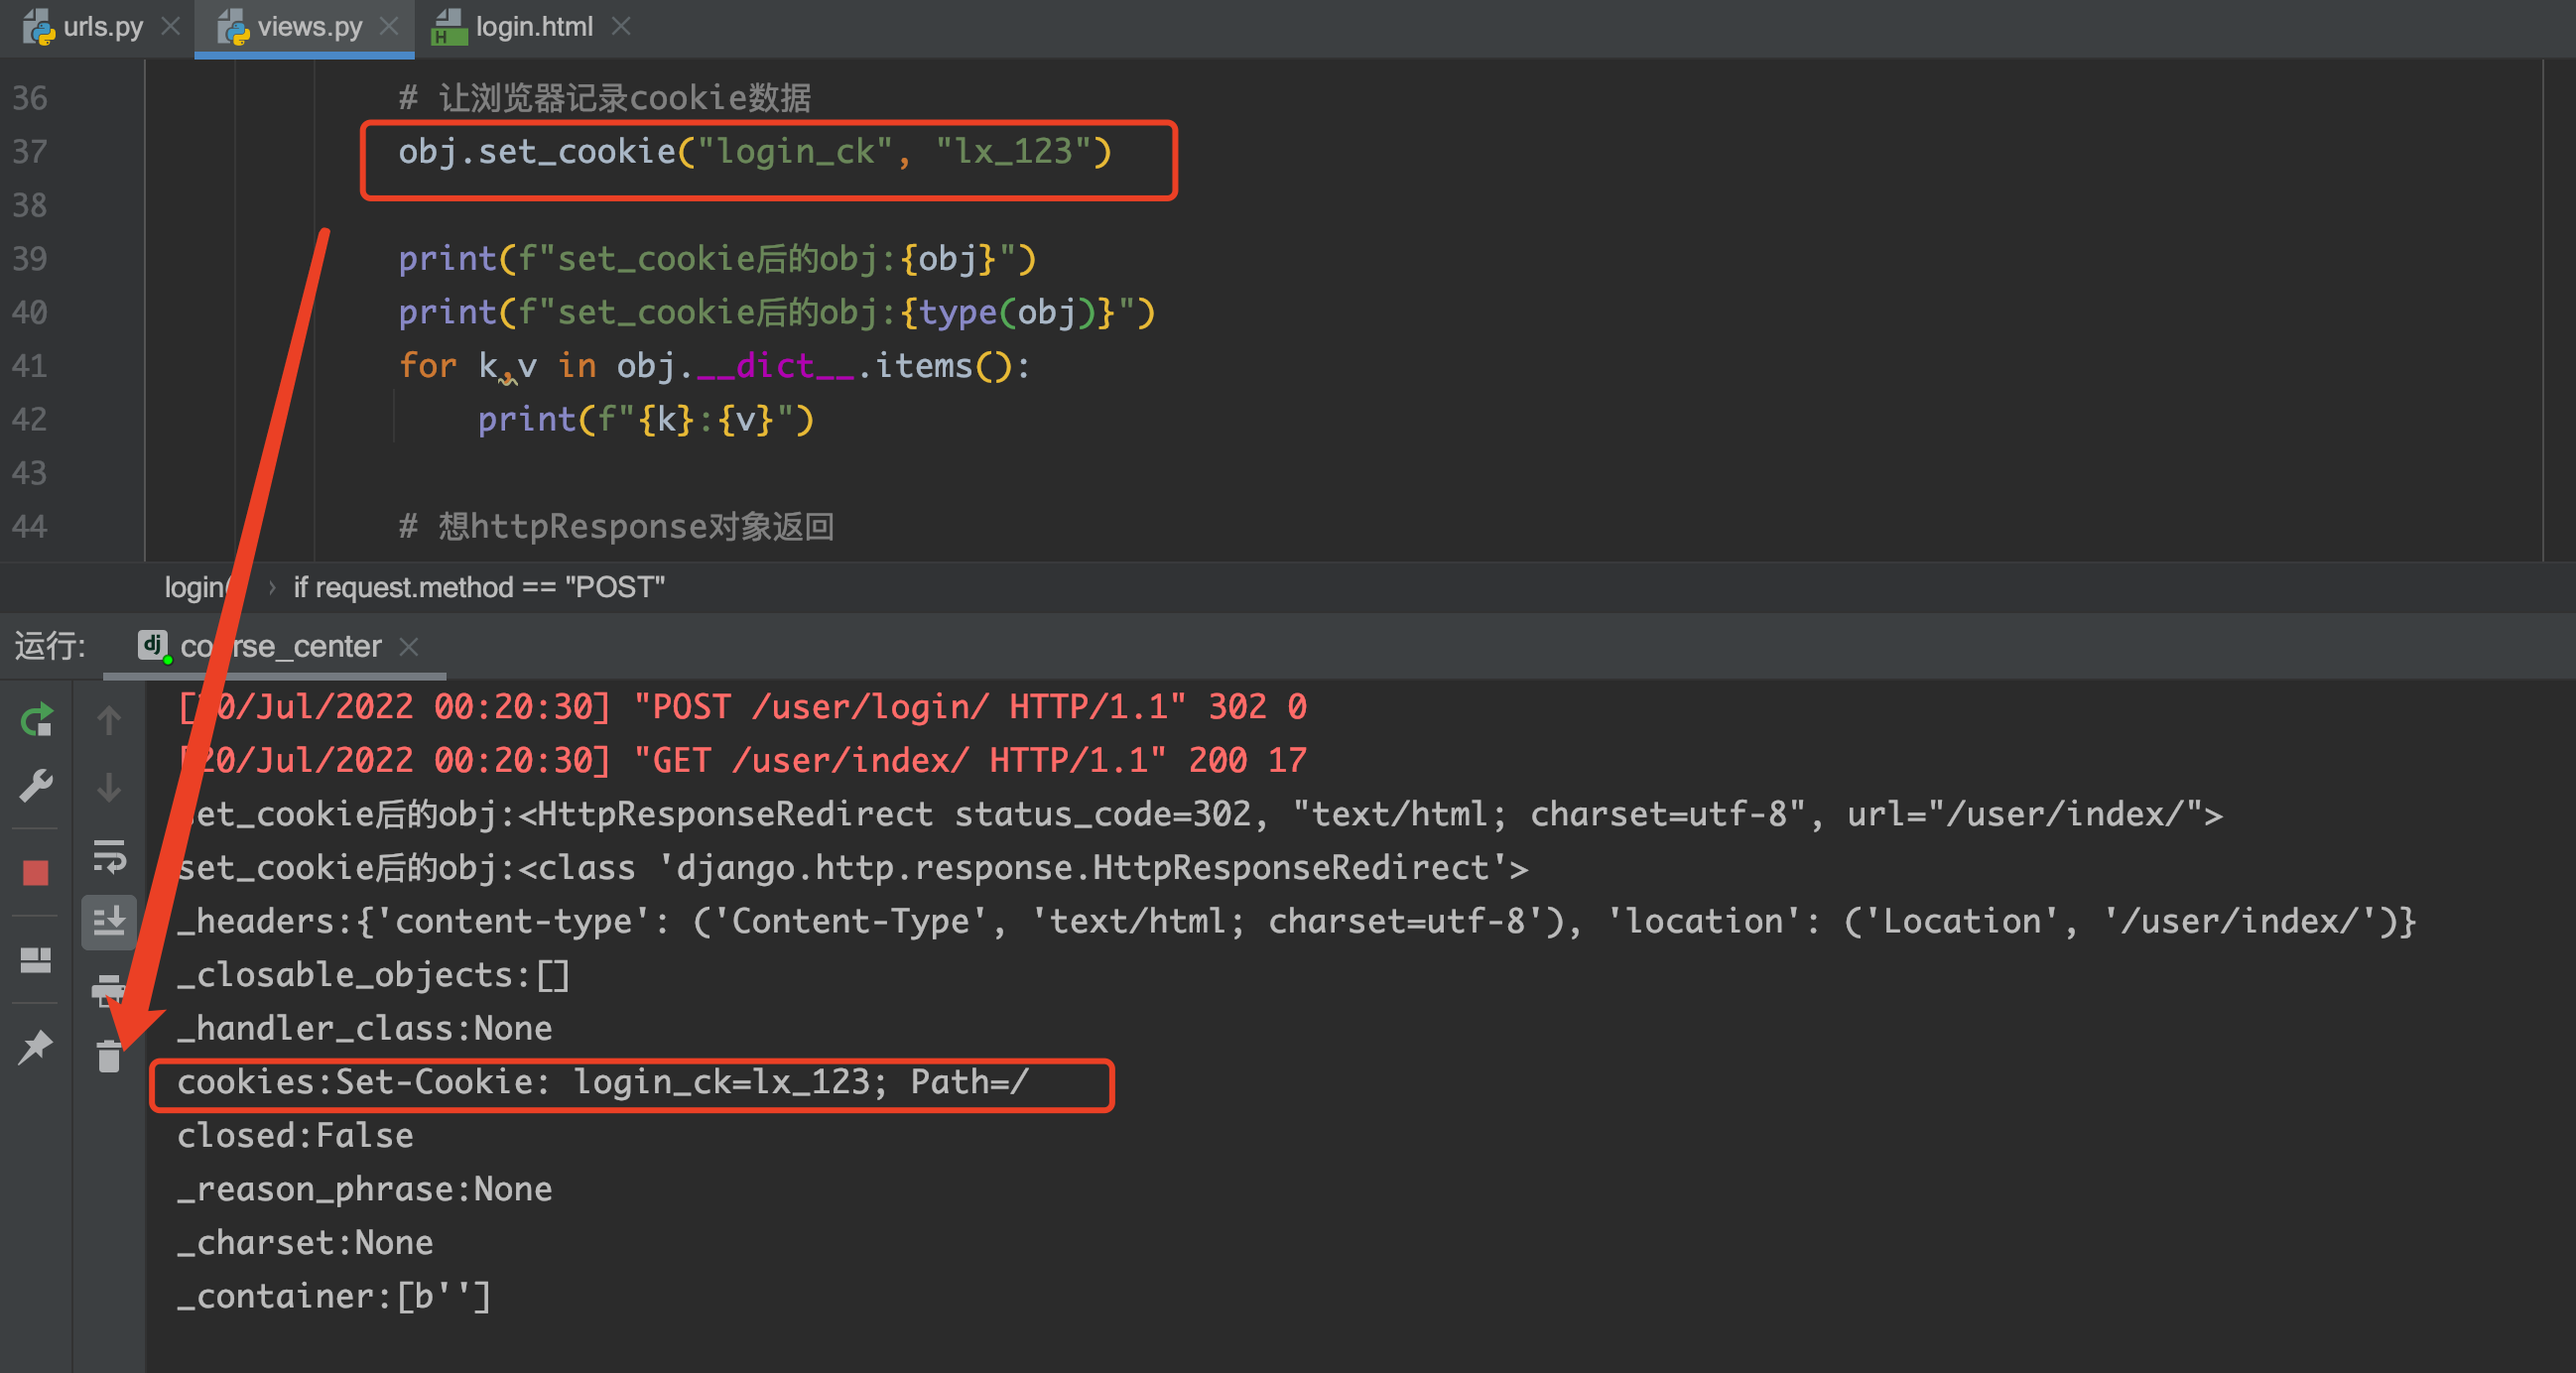 urls.py views.py login.html
36 # 让浏览器记录cookie数据
37 obj.set_cookie("login_ck", "lx_123")
38
39 print(f"set_cookie后的obj:{obj}")
40 print(f"set_cookie后的obj:{type(obj)}")
41 for k,v in obj.__dict__.items():
42 print(f"{k}:{v}")
43
44 # 想httpResponse对象返回
login( › if request.method == "POST"
运行: dj course_center
[20/Jul/2022 00:20:30] "POST /user/login/ HTTP/1.1" 302 0
[20/Jul/2022 00:20:30] "GET /user/index/ HTTP/1.1" 200 17
set_cookie后的obj:<HttpResponseRedirect status_code=302, "text/html; charset=utf-8", url="/user/index/">
set_cookie后的obj:<class 'django.http.response.HttpResponseRedirect'>
_headers:{'content-type': ('Content-Type', 'text/html; charset=utf-8'), 'location': ('Location', '/user/index/')}
_closable_objects:[]
_handler_class:None
cookies:Set-Cookie: login_ck=lx_123; Path=/
closed:False
_reason_phrase:None
_charset:None
_container:[b'']